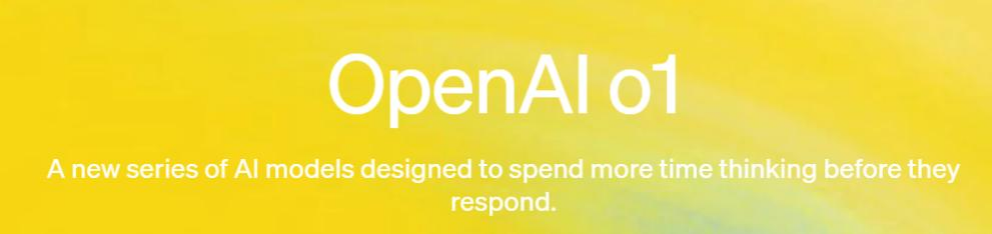 OpenAI o1
A new series of AI models designed to spend more time thinking before they
respond.